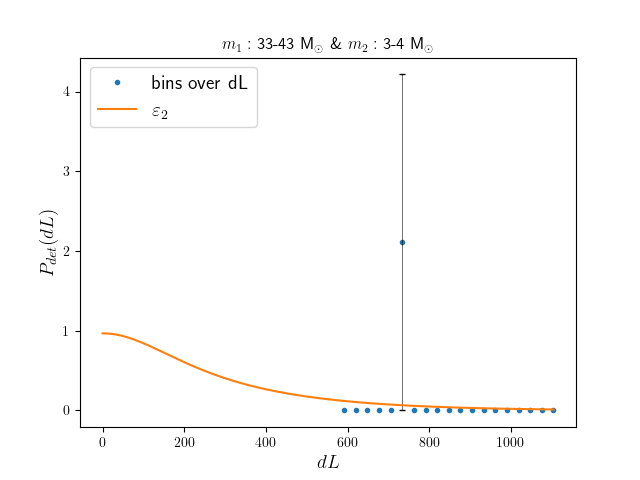 m₁ : 33-43 M⊙ & m₂ : 3-4 M⊙
bins over dL
ε₂
P_det(dL)
4
3
2
1
0
0 200 400 600 800 1000
dL